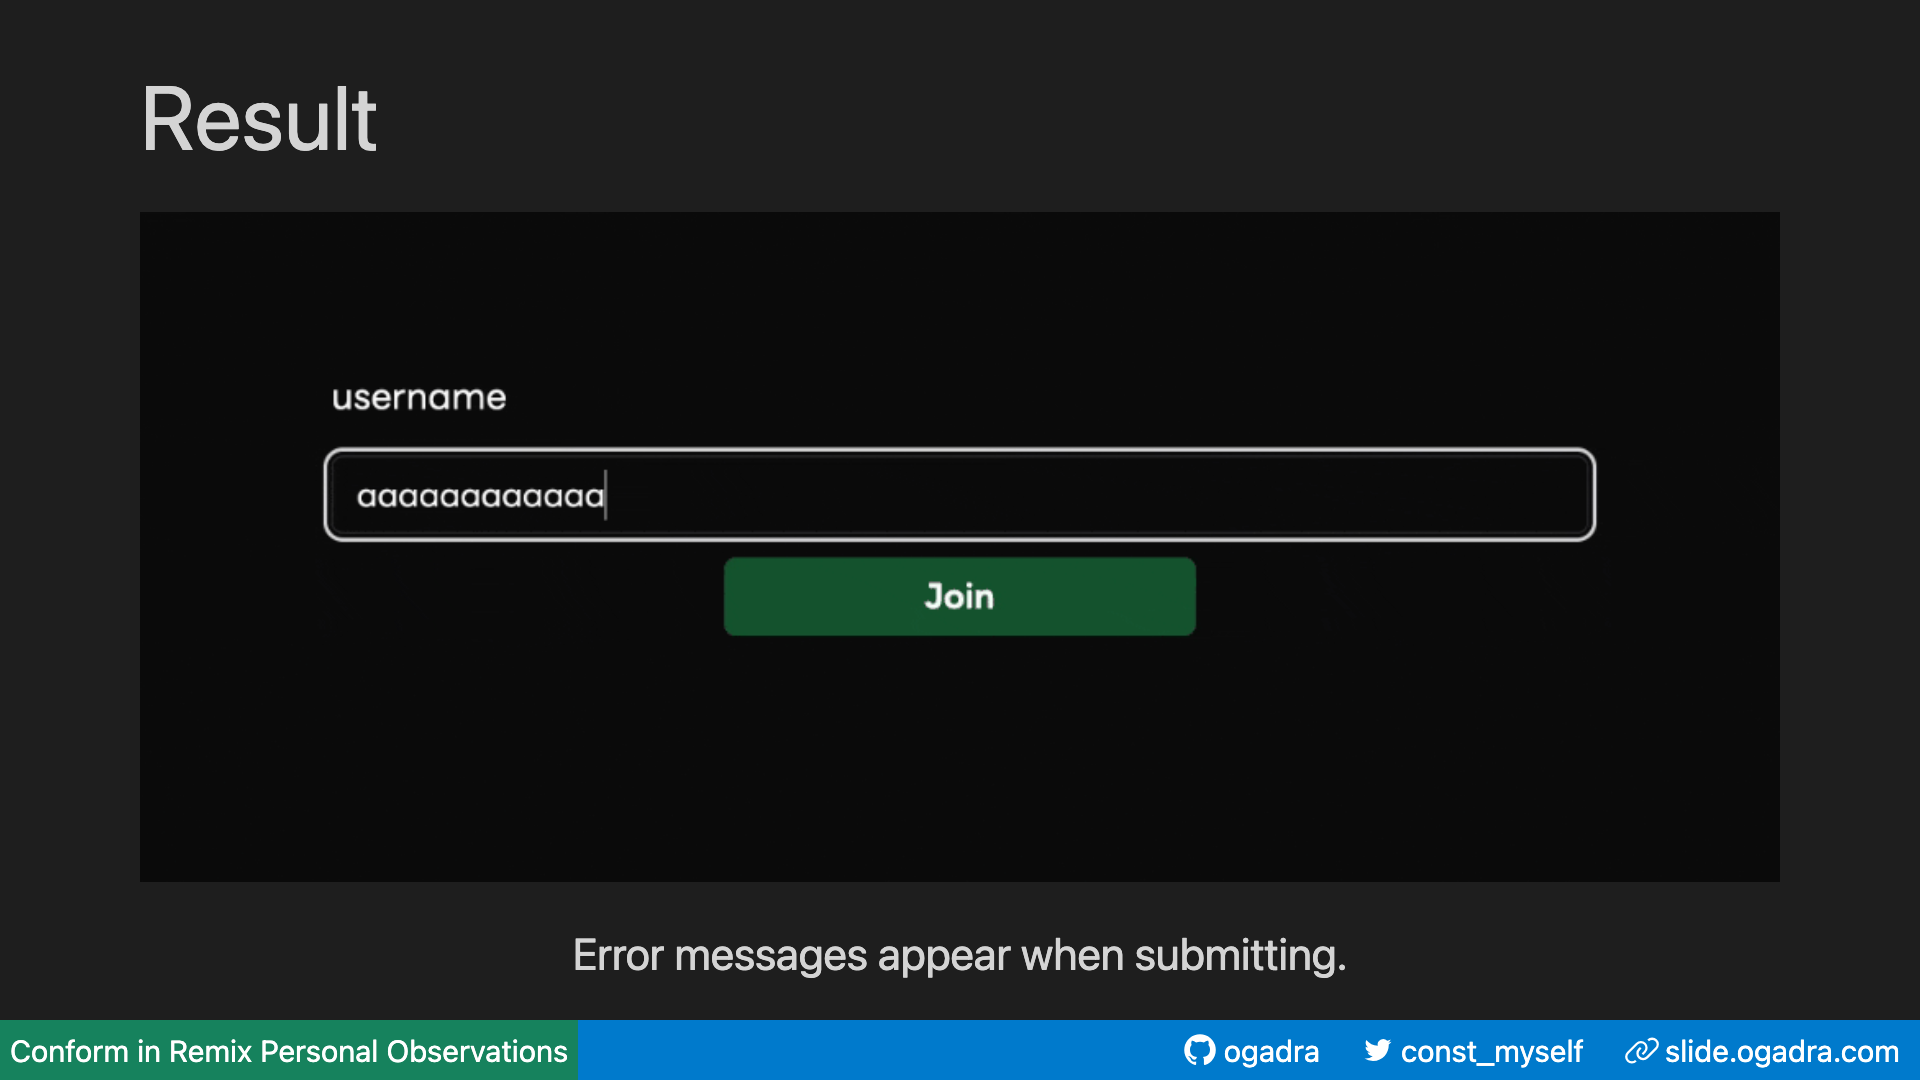 Result
username
aaaaaaaaaaaa
Join
Error messages appear when submitting.
Conform in Remix Personal Observations
ogadra
const_myself
slide.ogadra.com